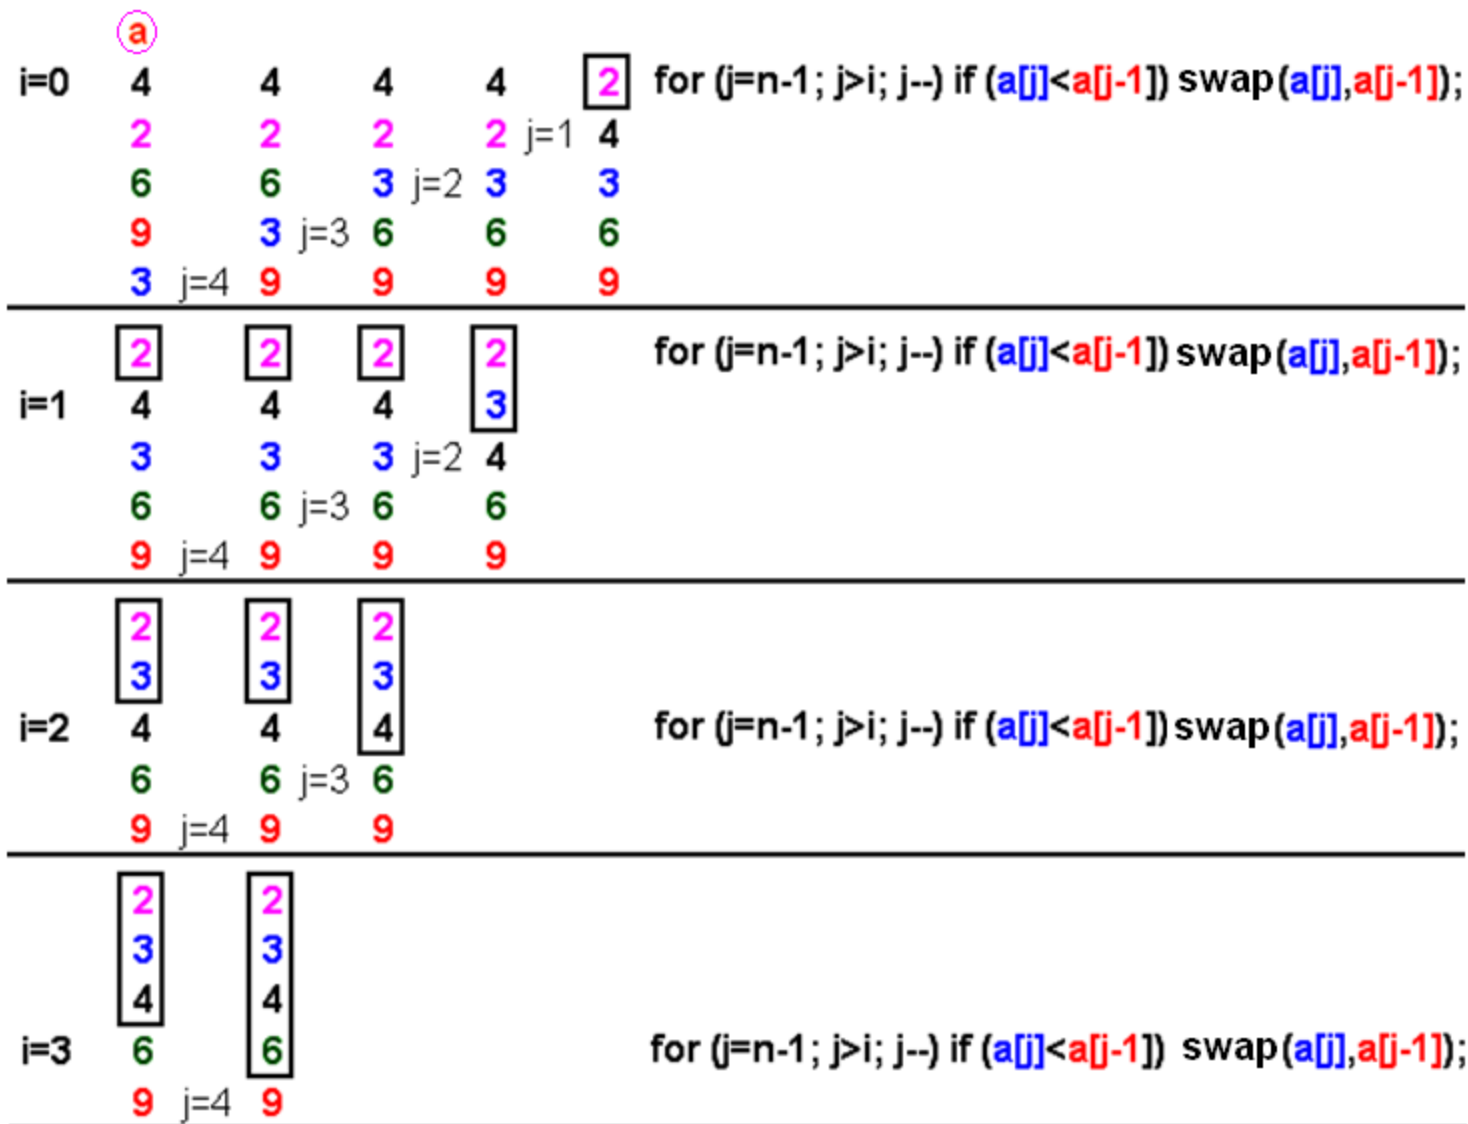 a
i=0 4 4 4 4 2 for (j=n-1; j>i; j--) if (a[j]<a[j-1]) swap(a[j],a[j-1]);
2 2 2 2 j=1 4
6 6 3 j=2 3 3
9 3 j=3 6 6 6
3 j=4 9 9 9 9
2 2 2 2 for (j=n-1; j>i; j--) if (a[j]<a[j-1]) swap(a[j],a[j-1]);
i=1 4 4 4 3
3 3 3 j=2 4
6 6 j=3 6 6
9 j=4 9 9 9
2 2 2
3 3 3
i=2 4 4 4 for (j=n-1; j>i; j--) if (a[j]<a[j-1]) swap(a[j],a[j-1]);
6 6 j=3 6
9 j=4 9 9
2 2
3 3
4 4
i=3 6 6 for (j=n-1; j>i; j--) if (a[j]<a[j-1]) swap(a[j],a[j-1]);
9 j=4 9